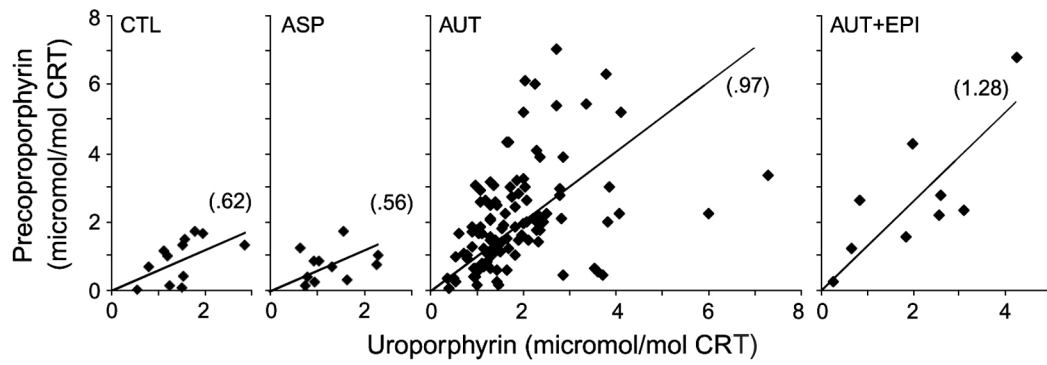 CTL ASP AUT AUT+EPI
Precoproporhyrin
(micromol/mol CRT)
8
6
4
2
0
(.62) (.56) (.97) (1.28)
0 2 0 2 0 2 4 6 8 0 2 4
Uroporphyrin (micromol/mol CRT)